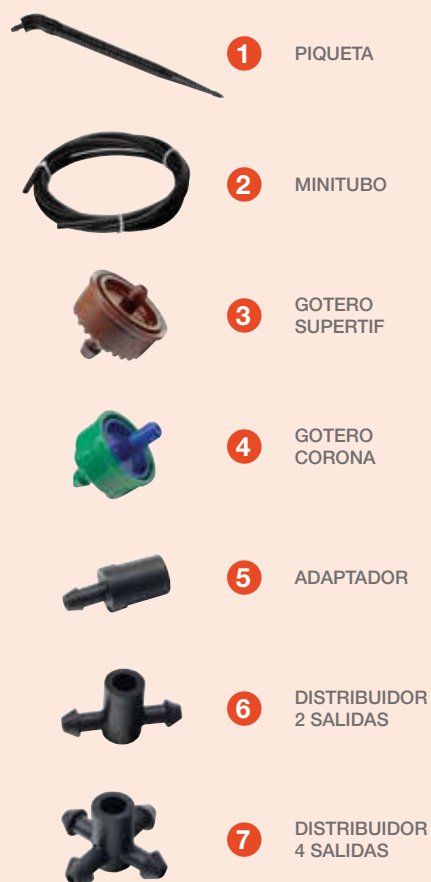 1 PIQUETA
2 MINITUBO
3 GOTERO
SUPERTIF
4 GOTERO
CORONA
5 ADAPTADOR
6 DISTRIBUIDOR
2 SALIDAS
7 DISTRIBUIDOR
4 SALIDAS